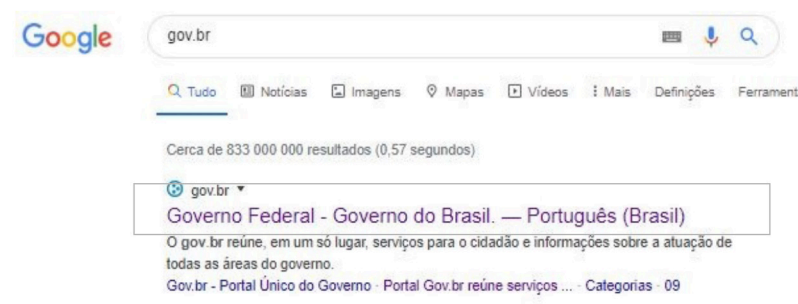 Google
gov.br
Tudo Notícias Imagens Mapas Vídeos Mais Definições Ferrament
Cerca de 833 000 000 resultados (0,57 segundos)
gov.br
Governo Federal - Governo do Brasil. — Português (Brasil)
O gov.br reúne, em um só lugar, serviços para o cidadão e informações sobre a atuação de
todas as áreas do governo.
Gov.br - Portal Único do Governo · Portal Gov.br reúne serviços ... · Categorias · 09